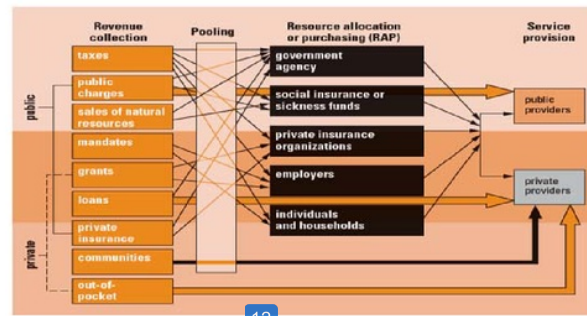 Revenue
collection
Pooling
Resource allocation
or purchasing (RAP)
Service
provision
public
private
taxes
public
charges
sales of natural
resources
mandates
grants
loans
private
insurance
communities
out-of-
pocket
government
agency
social insurance or
sickness funds
private insurance
organizations
employers
individuals
and households
public
providers
private
providers